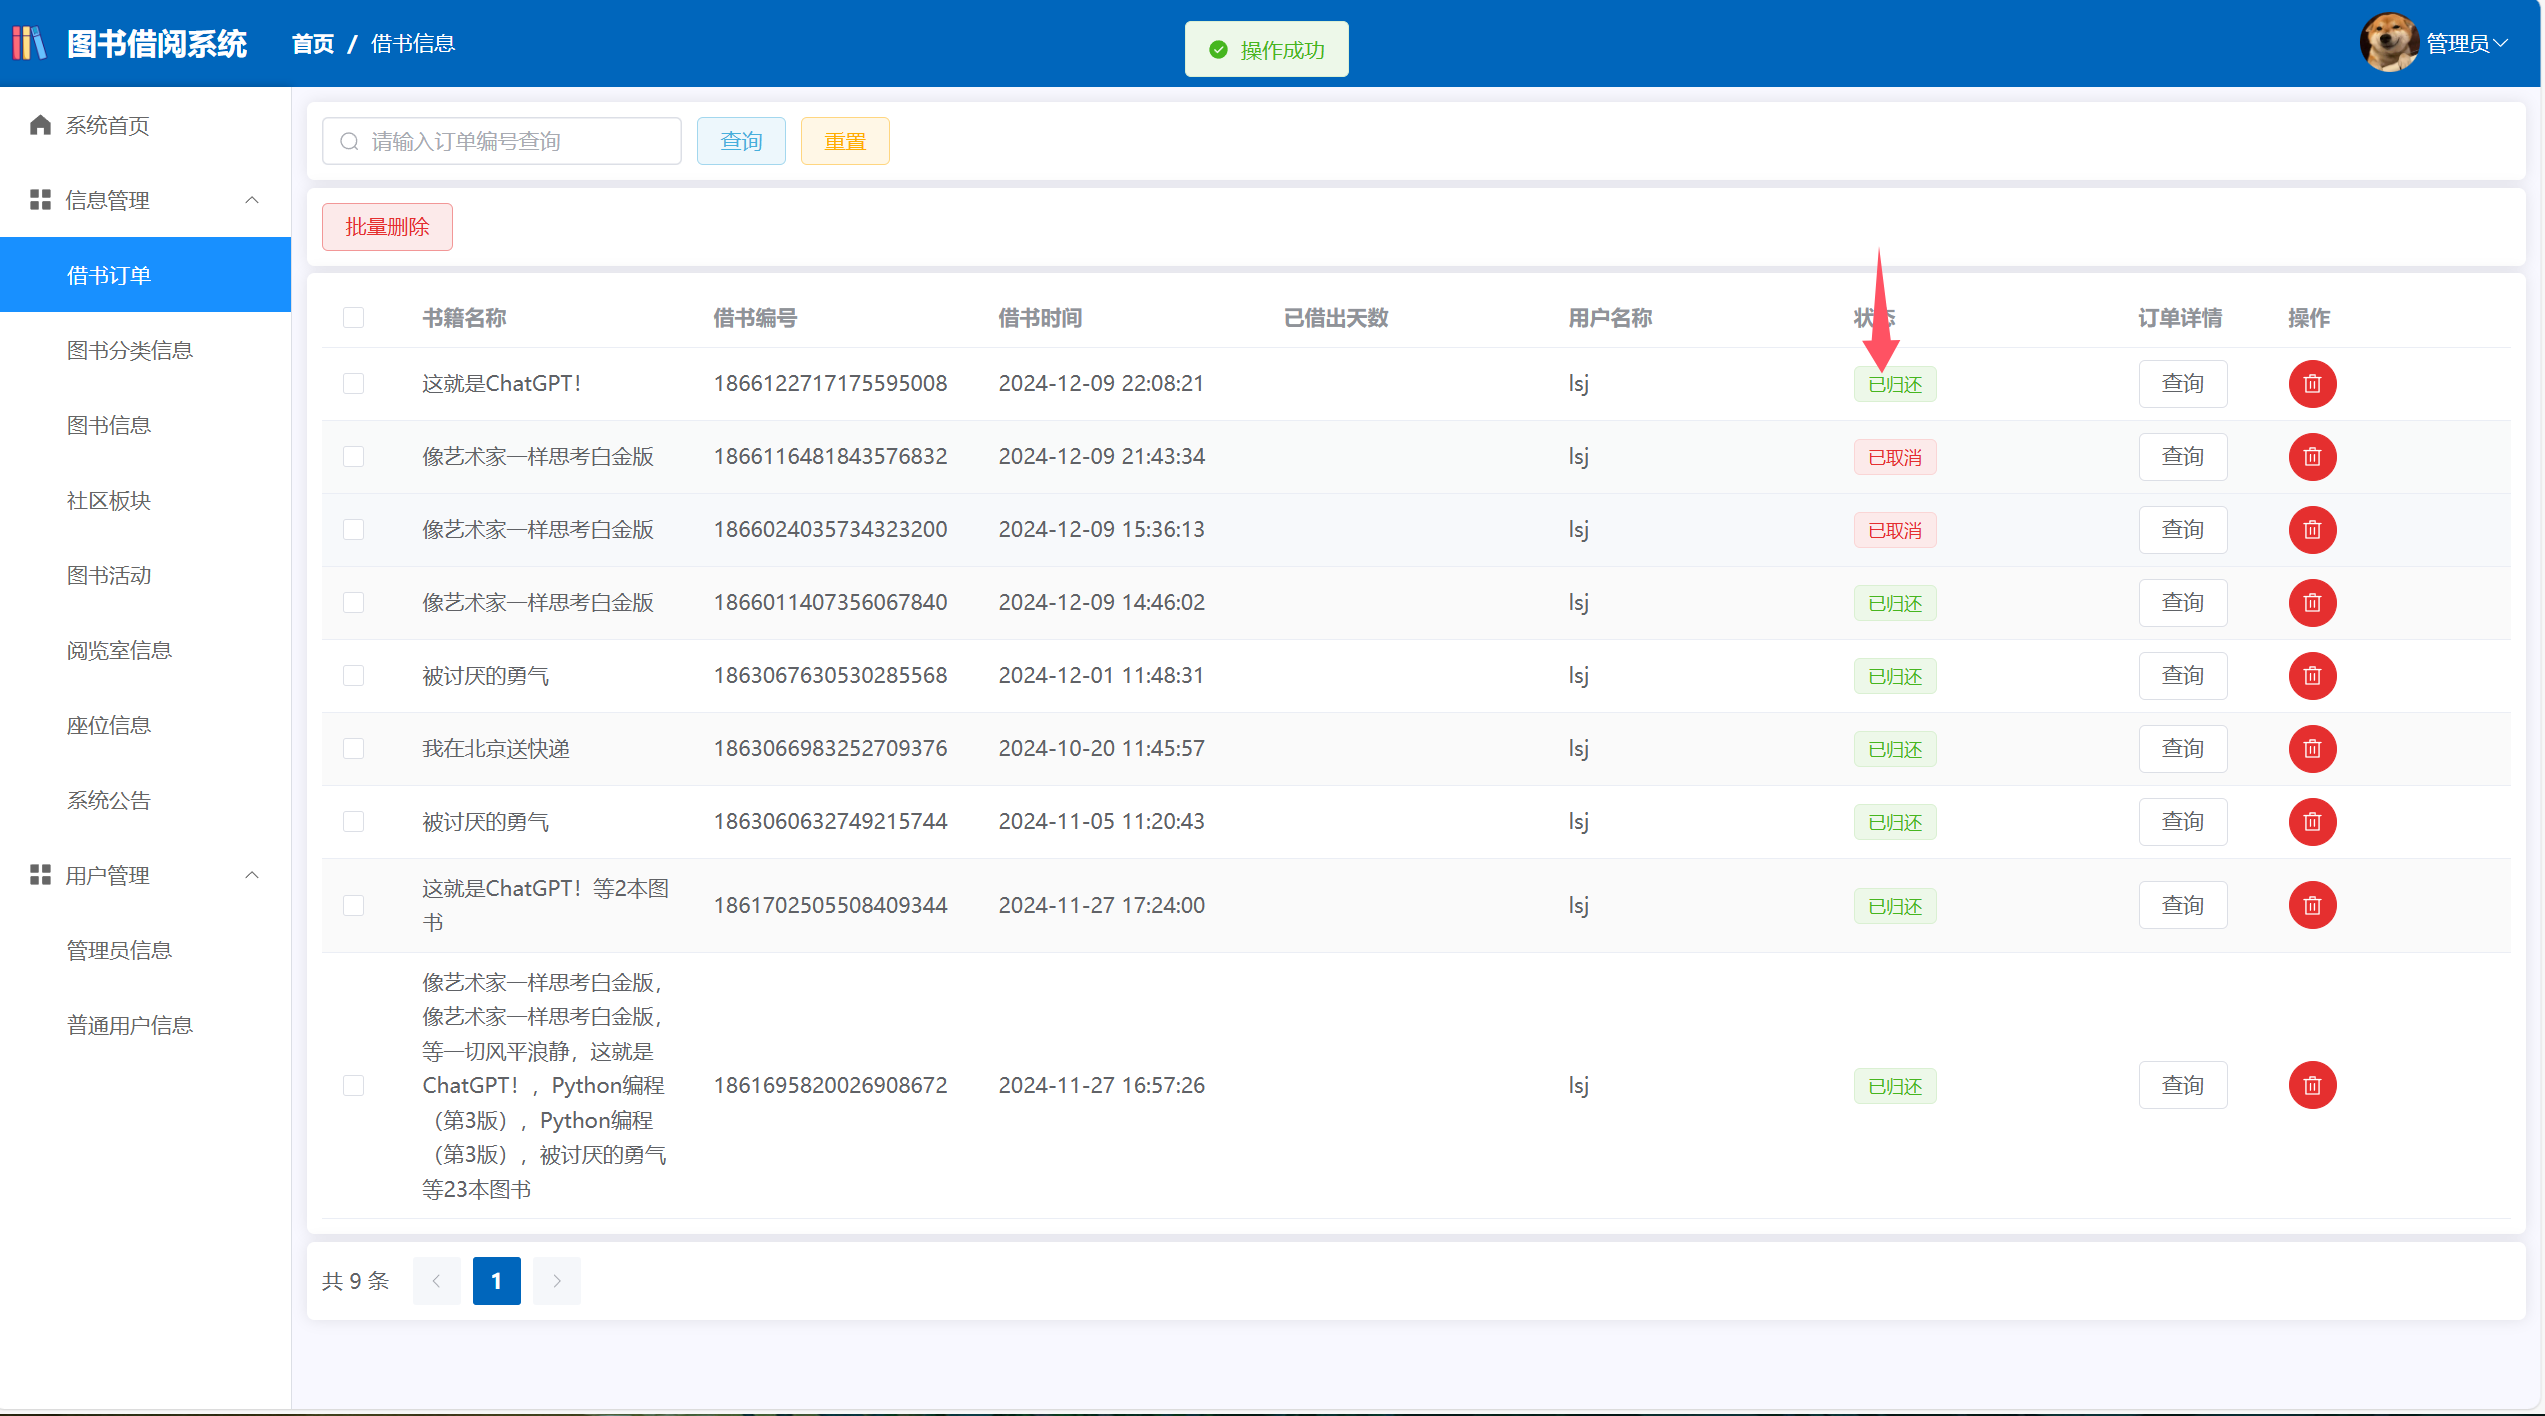 图书借阅系统
首页 / 借书信息
操作成功
管理员
系统首页
信息管理
借书订单
图书分类信息
图书信息
社区板块
图书活动
阅览室信息
座位信息
系统公告
用户管理
管理员信息
普通用户信息
请输入订单编号查询 查询 重置
批量删除
书籍名称 借书编号 借书时间 已借出天数 用户名称 状态 订单详情 操作
这就是ChatGPT! 1866122717175595008 2024-12-09 22:08:21 lsj 已归还 查询
像艺术家一样思考白金版 1866116481843576832 2024-12-09 21:43:34 lsj 已取消 查询
像艺术家一样思考白金版 1866024035734323200 2024-12-09 15:36:13 lsj 已取消 查询
像艺术家一样思考白金版 1866011407356067840 2024-12-09 14:46:02 lsj 已归还 查询
被讨厌的勇气 1863067630530285568 2024-12-01 11:48:31 lsj 已归还 查询
我在北京送快递 1863066983252709376 2024-10-20 11:45:57 lsj 已归还 查询
被讨厌的勇气 1863060632749215744 2024-11-05 11:20:43 lsj 已归还 查询
这就是ChatGPT！等2本图
书
1861702505508409344 2024-11-27 17:24:00 lsj 已归还 查询
像艺术家一样思考白金版，
像艺术家一样思考白金版，
等一切风平浪静，这就是
ChatGPT！，Python编程
（第3版），Python编程
（第3版），被讨厌的勇气
等23本图书
1861695820026908672 2024-11-27 16:57:26 lsj 已归还 查询
共 9 条 1